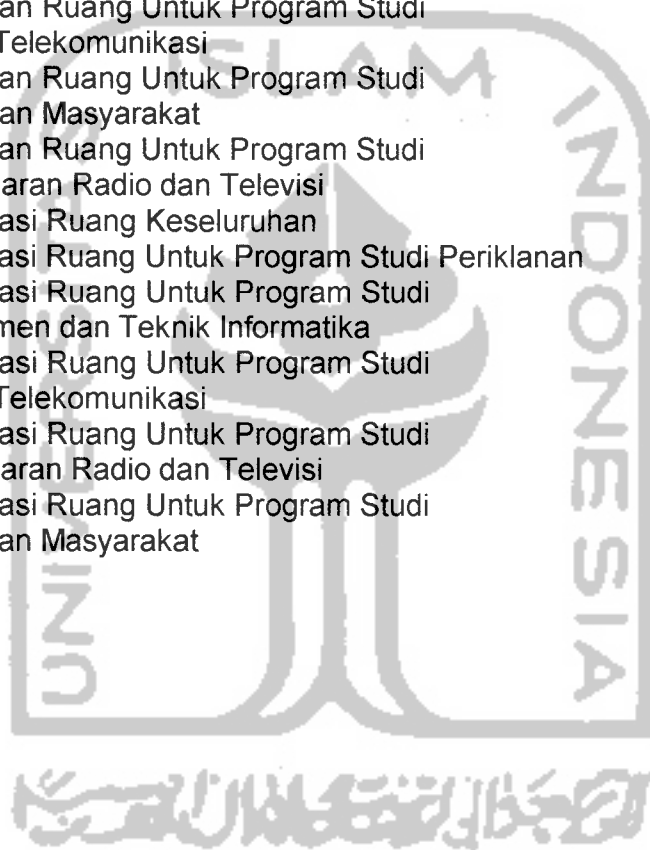 an Ruang Untuk Program Studi
Telekomunikasi
an Ruang Untuk Program Studi
an Masyarakat
an Ruang Untuk Program Studi
aran Radio dan Televisi
asi Ruang Keseluruhan
asi Ruang Untuk Program Studi Periklanan
asi Ruang Untuk Program Studi
men dan Teknik Informatika
asi Ruang Untuk Program Studi
Telekomunikasi
asi Ruang Untuk Program Studi
aran Radio dan Televisi
asi Ruang Untuk Program Studi
an Masyarakat
UNIVERSITAS
ISLAM
INDONESIA